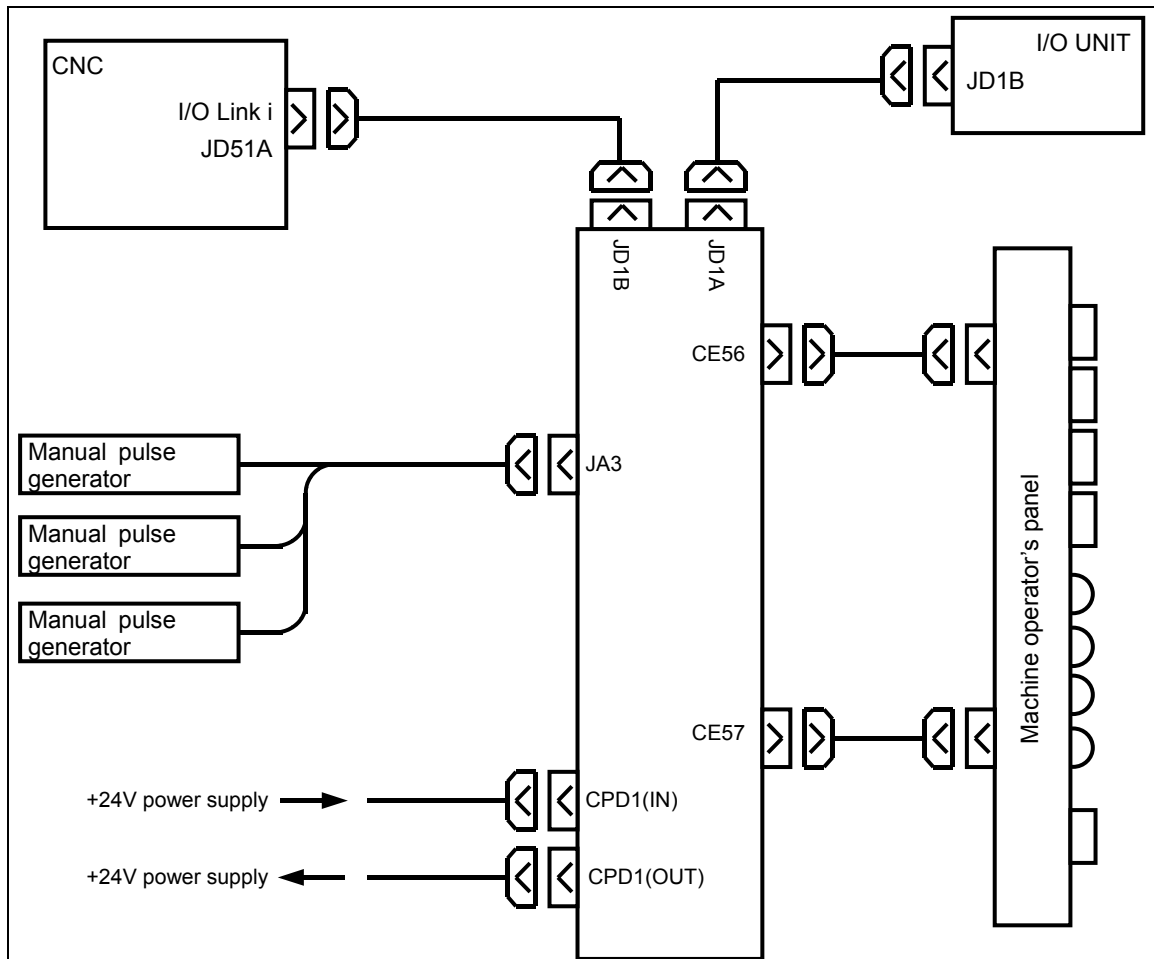 CNC
I/O Link i
JD51A
I/O UNIT
JD1B
JD1B
JD1A
CE56
Manual pulse
generator
JA3
Manual pulse
generator
Manual pulse
generator
Machine operator's panel
CE57
+24V power supply
CPD1(IN)
+24V power supply
CPD1(OUT)